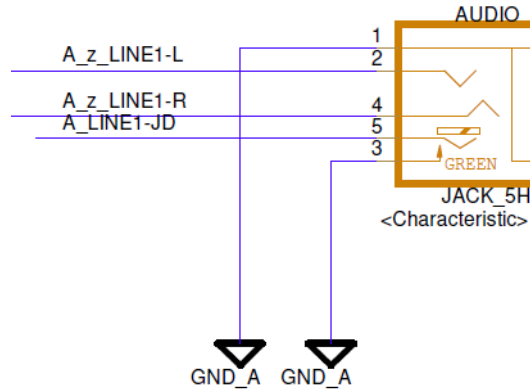 AUDIO
1
A_z_LINE1-L
2
A_z_LINE1-R
4
A_LINE1-JD
5
3
GREEN
JACK_5H
<Characteristic>
GND_A
GND_A